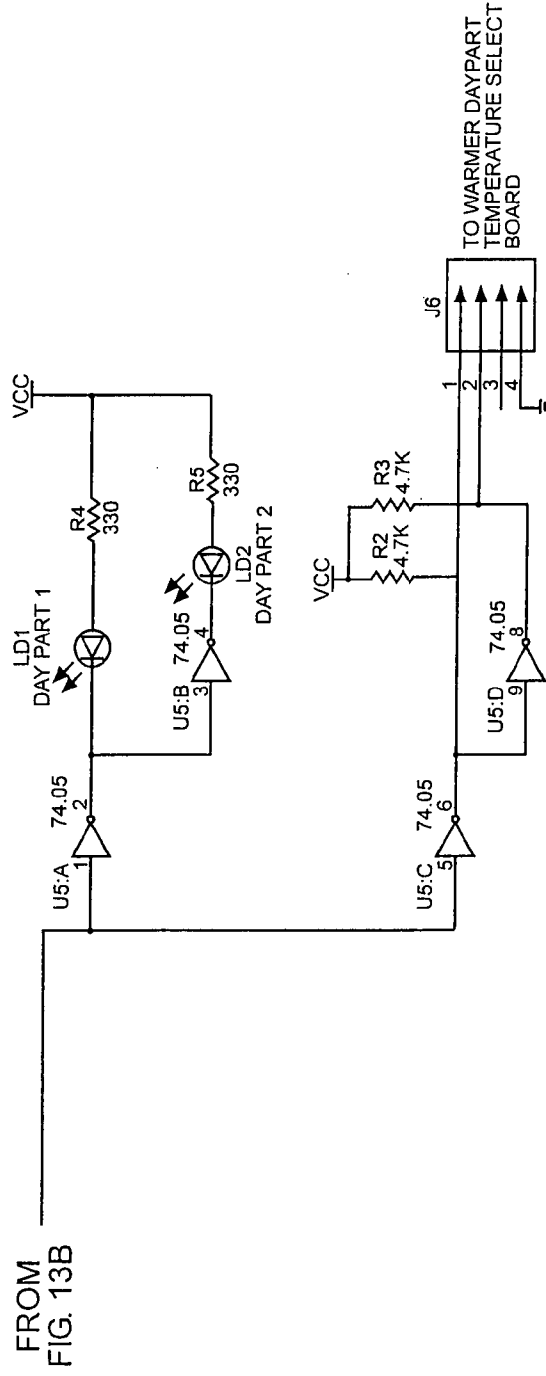 FROM
FIG. 13B
U5:A
74.05
1
2
LD1
DAY PART 1
R4
330
VCC
U5:B
74.05
3
4
LD2
DAY PART 2
R5
330
VCC
R2
4.7K
R3
4.7K
U5:C
74.05
5
6
U5:D
74.05
9
8
J6
1
2
3
4
TO WARMER DAYPART
TEMPERATURE SELECT
BOARD